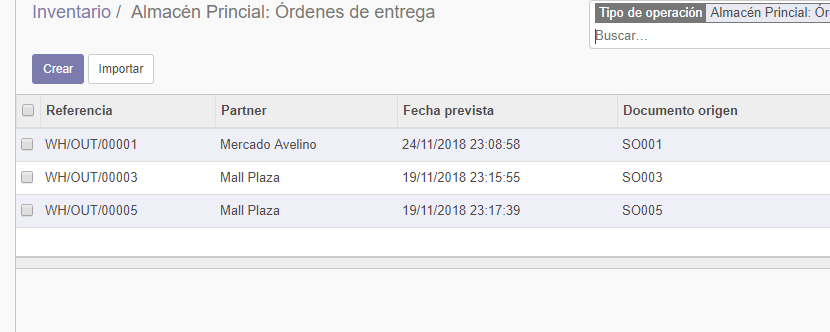 Inventario / Almacén Princial: Órdenes de entrega
Tipo de operación Almacén Princial: Ór
Buscar...
Crear Importar
Referencia Partner Fecha prevista Documento origen
WH/OUT/00001 Mercado Avelino 24/11/2018 23:08:58 SO001
WH/OUT/00003 Mall Plaza 19/11/2018 23:15:55 SO003
WH/OUT/00005 Mall Plaza 19/11/2018 23:17:39 SO005